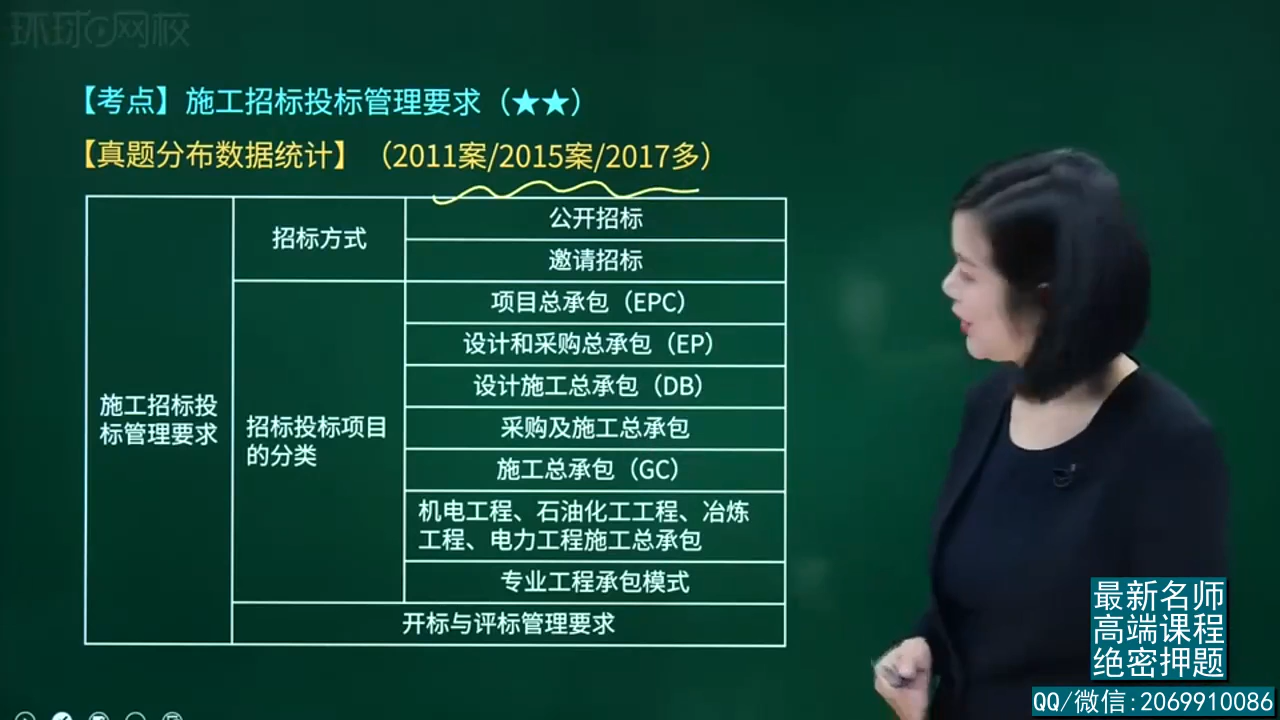 环球网校
【考点】施工招标投标管理要求（★★）
【真题分布数据统计】（2011案/2015案/2017多）
施工招标投
标管理要求
招标方式
公开招标
邀请招标
招标投标项目
的分类
项目总承包（EPC）
设计和采购总承包（EP）
设计施工总承包（DB）
采购及施工总承包
施工总承包（GC）
机电工程、石油化工工程、冶炼
工程、电力工程施工总承包
专业工程承包模式
开标与评标管理要求
最新名师
高端课程
绝密押题
QQ/微信:2069910086